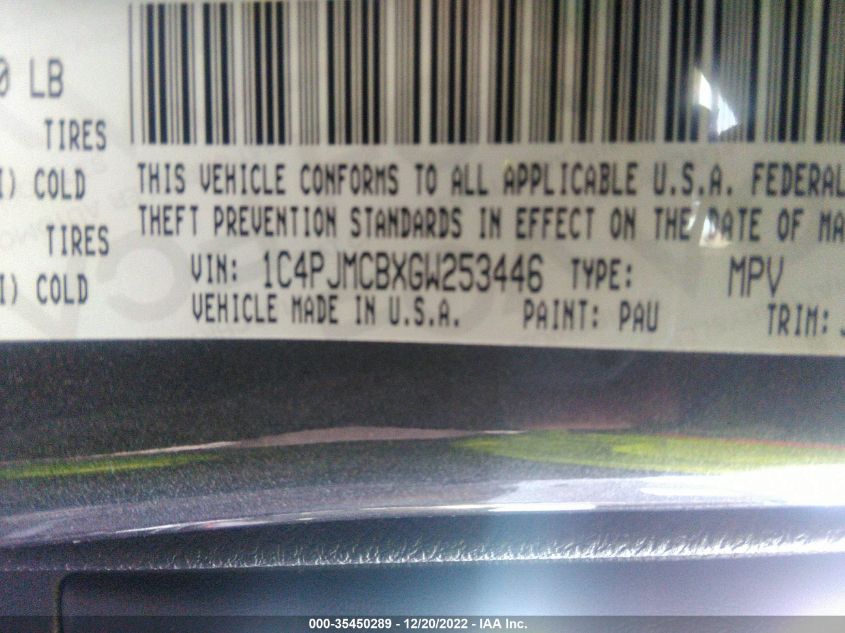 0 LB
TIRES
I) COLD
TIRES
I) COLD
THIS VEHICLE CONFORMS TO ALL APPLICABLE U.S.A. FEDERAL
THEFT PREVENTION STANDARDS IN EFFECT ON THE DATE OF MA
VIN: 1C4PJMCBXGW253446 TYPE: MPV
VEHICLE MADE IN U.S.A. PAINT: PAU TRIM: J
000-35450289 - 12/20/2022 - IAA Inc.